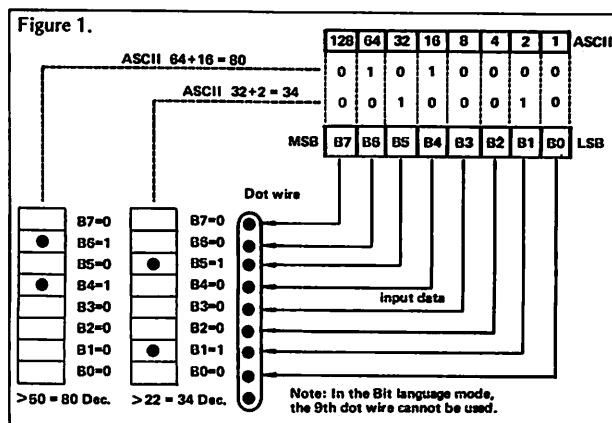 Figure 1.
128 64 32 16 8 4 2 1 ASCII
ASCII 64+16 = 80
0 1 0 1 0 0 0 0
ASCII 32+2 = 34
0 0 1 0 0 0 1 0
MSB B7 B6 B5 B4 B3 B2 B1 B0 LSB
Dot wire
B7=0 B7=0
B6=1 B6=0
B5=0 B5=1
B4=1 B4=0
B3=0 B3=0
input data
B2=0 B2=0
B1=0 B1=1
B0=0 B0=0
>50 = 80 Dec. >22 = 34 Dec.
Note: In the Bit language mode,
the 9th dot wire cannot be used.